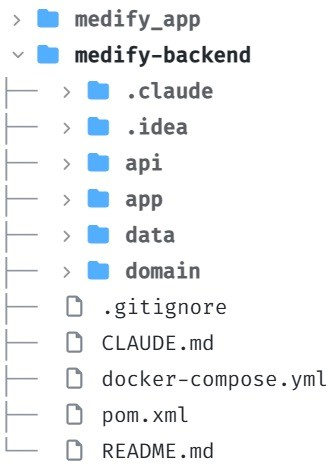 medify_app
medify-backend
.claude
.idea
api
app
data
domain
.gitignore
CLAUDE.md
docker-compose.yml
pom.xml
README.md